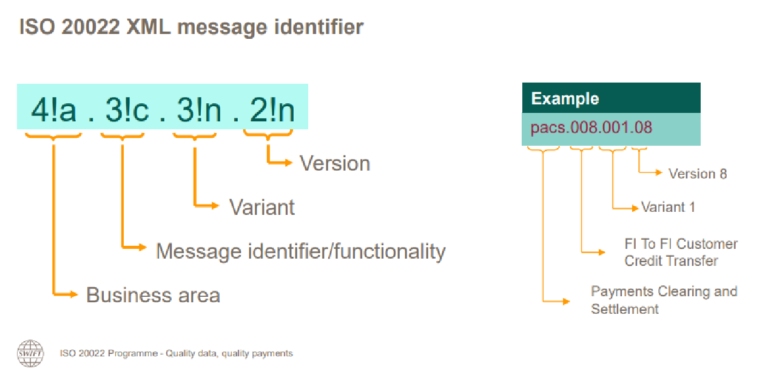 ISO 20022 XML message identifier
4!a . 3!c . 3!n . 2!n
Version
Variant
Message identifier/functionality
Business area
Example
pacs.008.001.08
Version 8
Variant 1
FI To FI Customer
Credit Transfer
Payments Clearing and
Settlement
SWIFT
ISO 20022 Programme - Quality data, quality payments